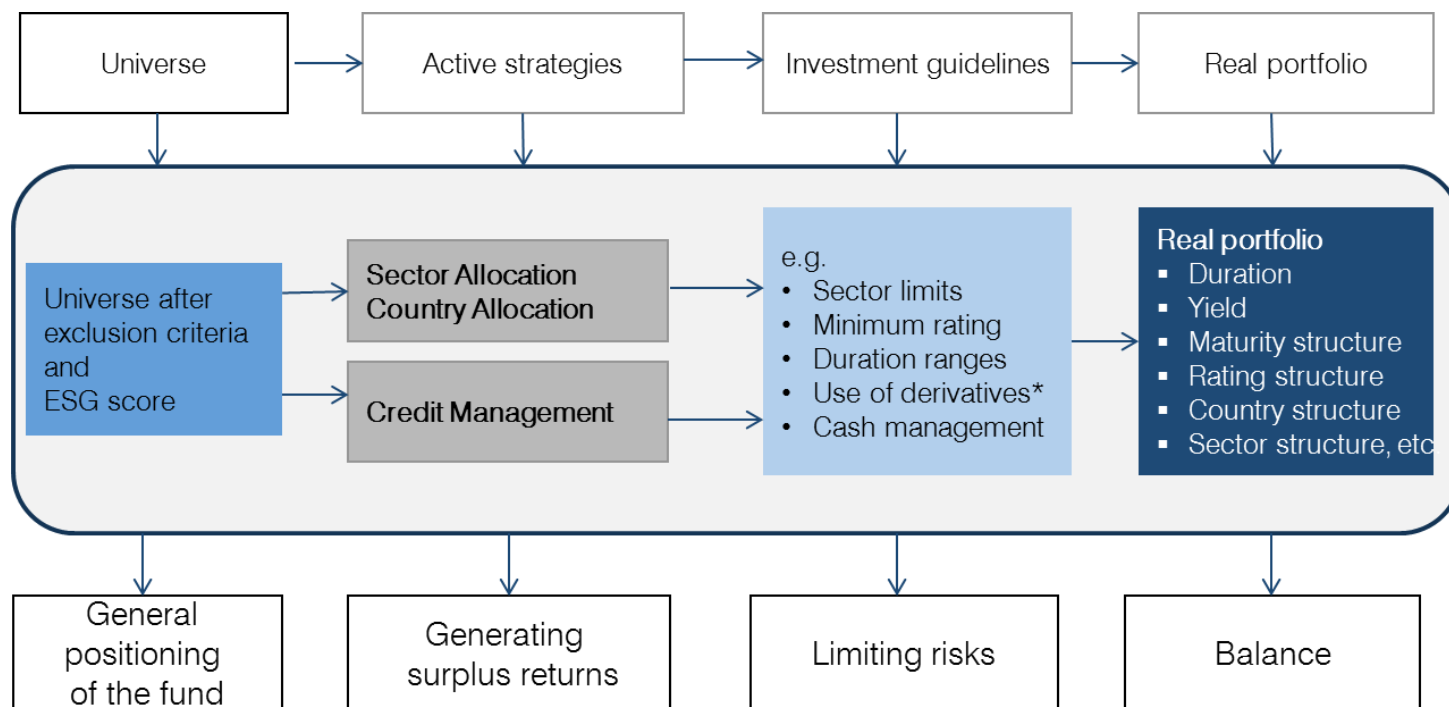 Universe
Active strategies
Investment guidelines
Real portfolio
Universe after
exclusion criteria
and
ESG score
Sector Allocation
Country Allocation
Credit Management
e.g.
• Sector limits
• Minimum rating
• Duration ranges
• Use of derivatives*
• Cash management
Real portfolio
▪ Duration
▪ Yield
▪ Maturity structure
▪ Rating structure
▪ Country structure
▪ Sector structure, etc
General
positioning
of the fund
Generating
surplus returns
Limiting risks
Balance